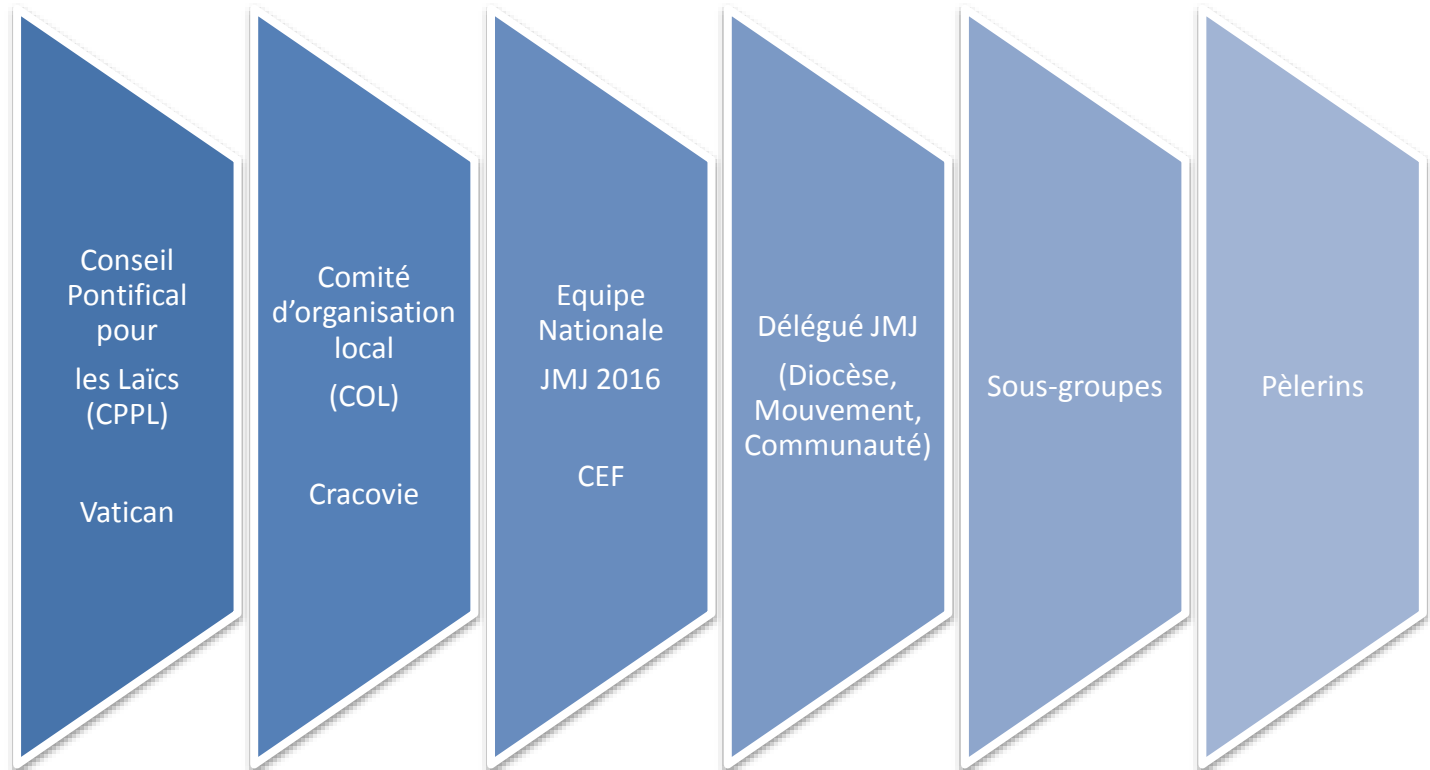 Conseil
Pontifical
pour
les Laïcs
(CPPL)
Vatican
Comité
d’organisation
local
(COL)
Cracovie
Equipe
Nationale
JMJ 2016
CEF
Délégué JMJ
(Diocèse,
Mouvement,
Communauté)
Sous-groupes
Pèlerins